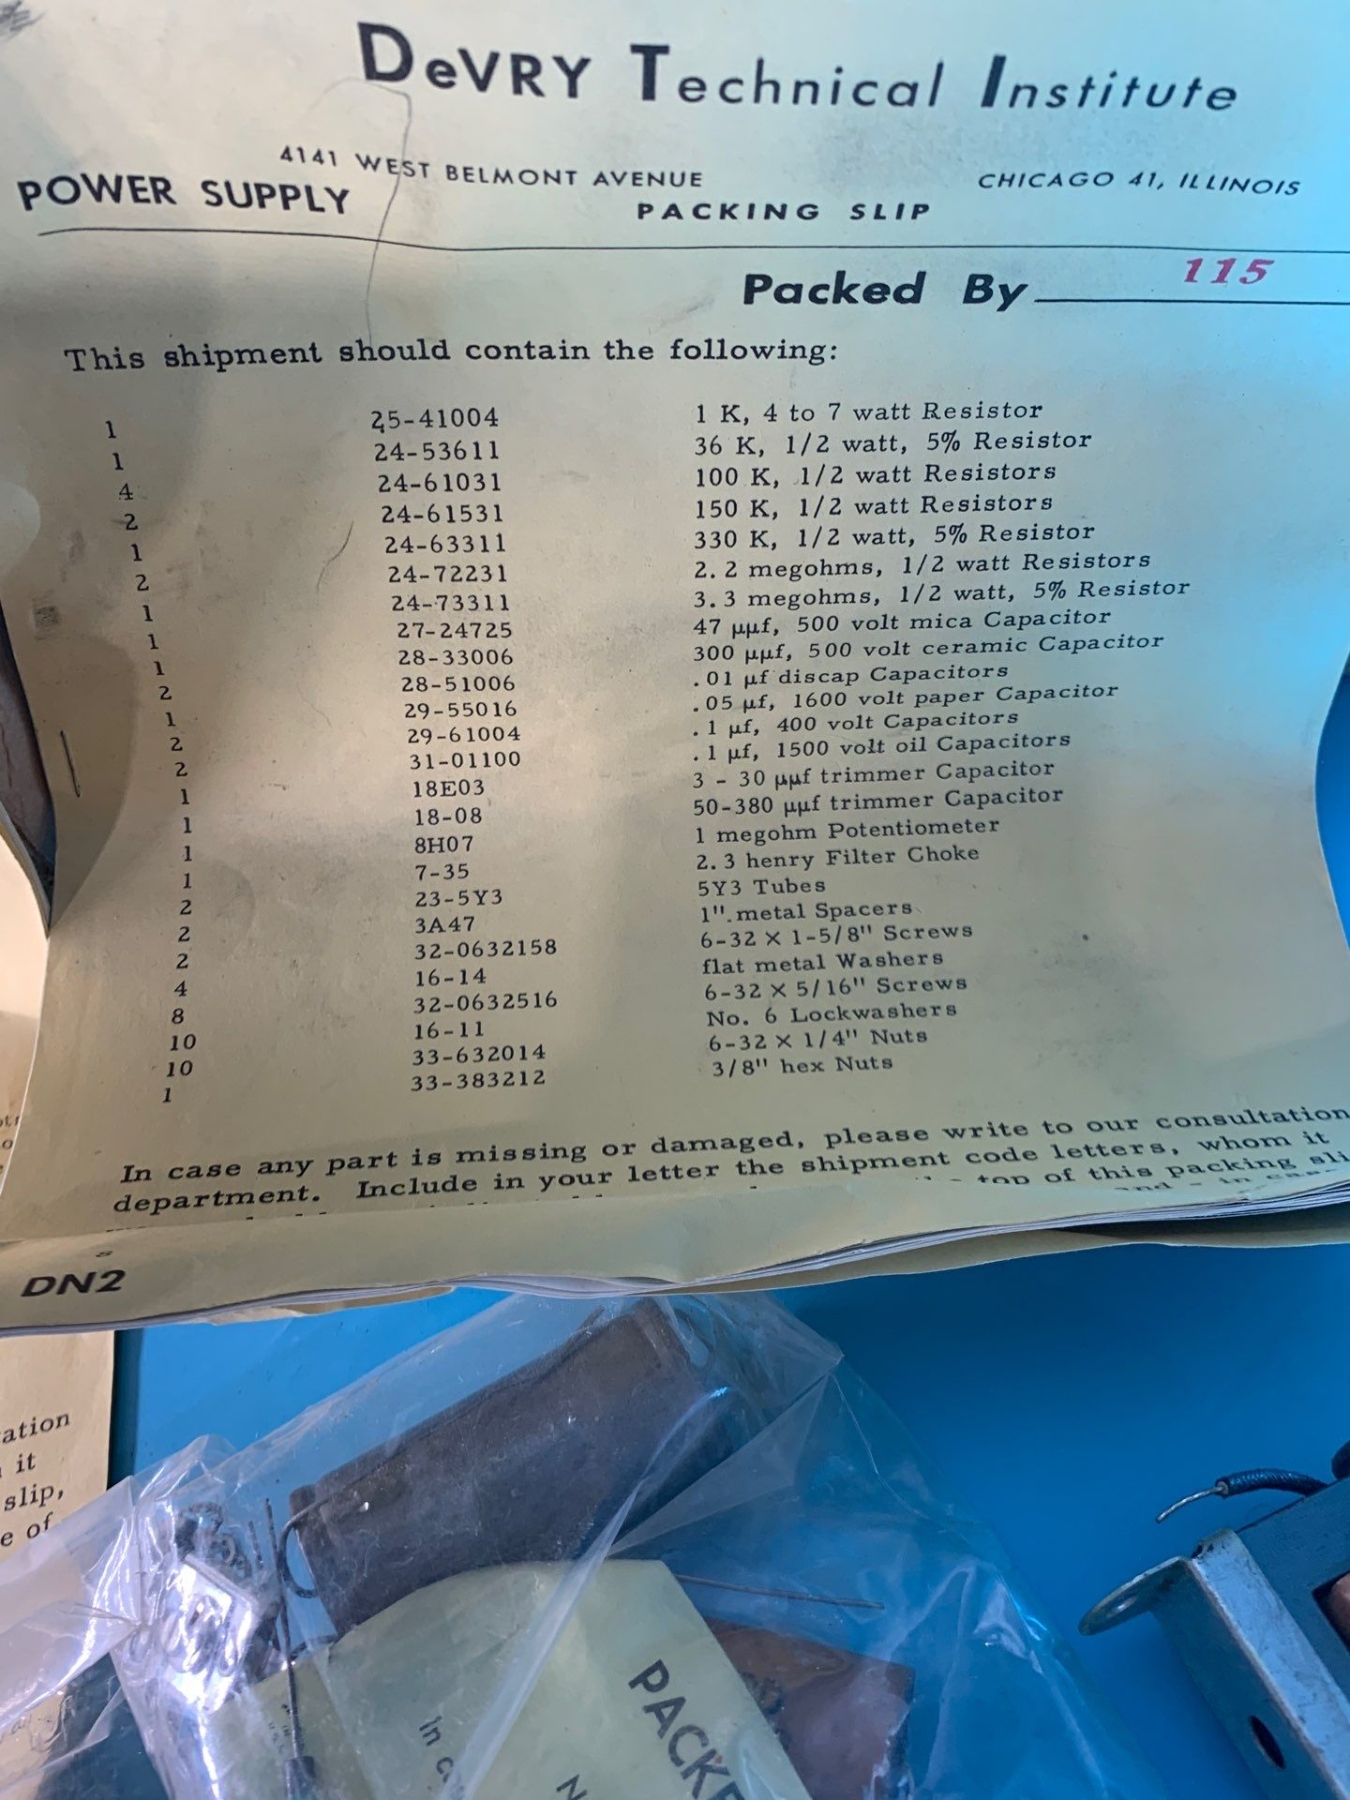 DeVRY Technical Institute
4141 WEST BELMONT AVENUE CHICAGO 41, ILLINOIS
POWER SUPPLY PACKING SLIP
Packed By 115
This shipment should contain the following:
1 25-41004 1 K, 4 to 7 watt Resistor
1 24-53611 36 K, 1/2 watt, 5% Resistor
4 24-61031 100 K, 1/2 watt Resistors
2 24-61531 150 K, 1/2 watt Resistors
1 24-63311 330 K, 1/2 watt, 5% Resistor
2 24-72231 2.2 megohms, 1/2 watt Resistors
1 24-73311 3.3 megohms, 1/2 watt, 5% Resistor
1 27-24725 47 μμf, 500 volt mica Capacitor
1 28-33006 300 μμf, 500 volt ceramic Capacitor
2 28-51006 .01 μf discap Capacitors
1 29-55016 .05 μf, 1600 volt paper Capacitor
2 29-61004 .1 μf, 400 volt Capacitors
2 31-01100 .1 μf, 1500 volt oil Capacitors
1 18E03 3 - 30 μμf trimmer Capacitor
1 18-08 50-380 μμf trimmer Capacitor
1 8H07 1 megohm Potentiometer
1 7-35 2.3 henry Filter Choke
2 23-5Y3 5Y3 Tubes
2 3A47 1" metal Spacers
2 32-0632158 6-32 X 1-5/8" Screws
4 16-14 flat metal Washers
8 32-0632516 6-32 X 5/16" Screws
10 16-11 No. 6 Lockwashers
10 33-632014 6-32 X 1/4" Nuts
1 33-383212 3/8" hex Nuts
In case any part is missing or damaged, please write to our consultation
department. Include in your letter the shipment code letters, whom it
top of this packing sli
DN2
ation
it
slip,
e of
PACKE
In c
N